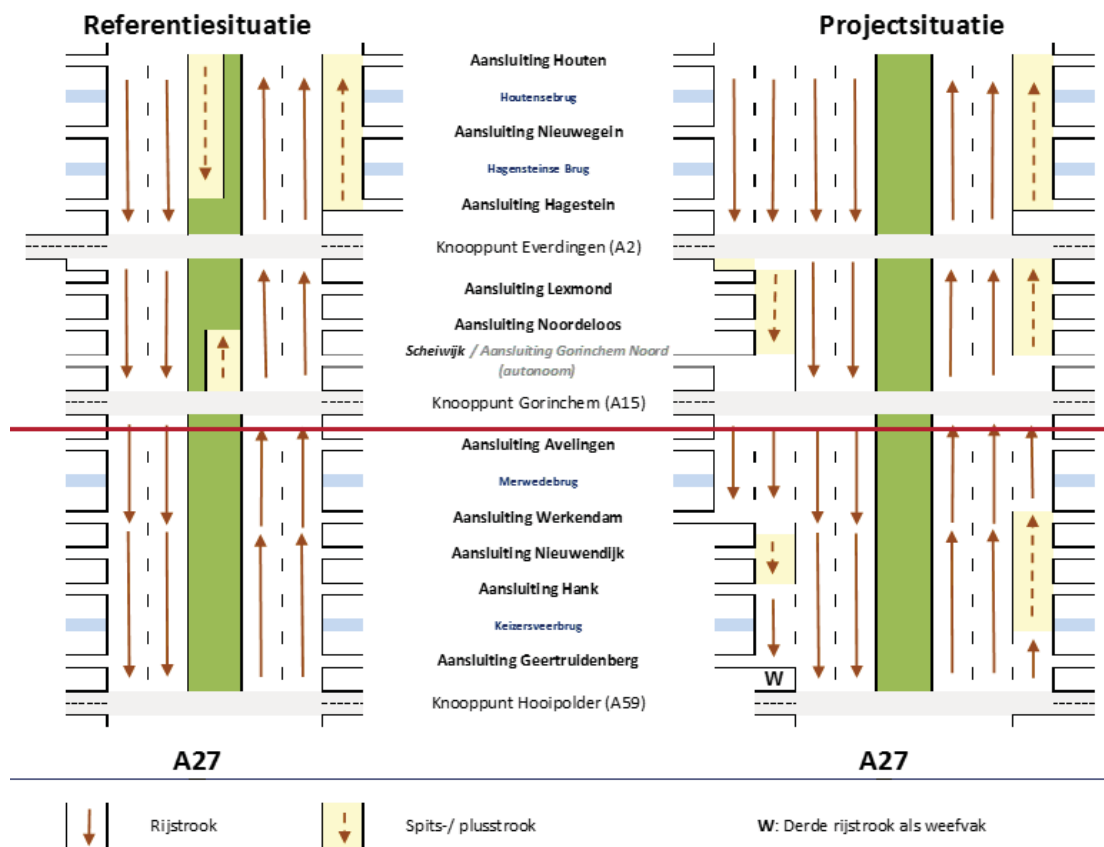 Referentiesituatie
Projectsituatie
Aansluiting Houten
Houtensebrug
Aansluiting Nieuwegein
Hagensteinse Brug
Aansluiting Hagestein
Knooppunt Everdingen (A2)
Aansluiting Lexmond
Aansluiting Noordeloos
Scheiwijk / Aansluiting Gorinchem Noord
(autonoom)
Knooppunt Gorinchem (A15)
Aansluiting Avelingen
Merwedebrug
Aansluiting Werkendam
Aansluiting Nieuwendijk
Aansluiting Hank
Keizersveerbrug
Aansluiting Geertruidenberg
W
Knooppunt Hooipolder (A59)
A27
A27
Rijstrook
Spits-/ plusstrook
W: Derde rijstrook als weefvak